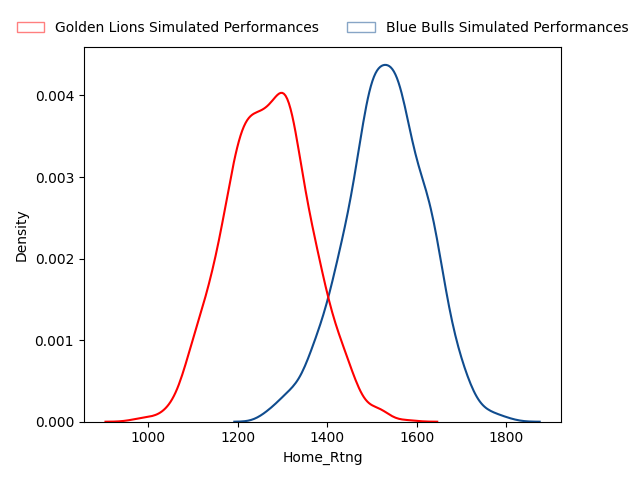 Golden Lions Simulated Performances Blue Bulls Simulated Performances
0.004
0.003
0.002
0.001
0.000
Density
1000 1200 1400 1600 1800
Home_Rtng